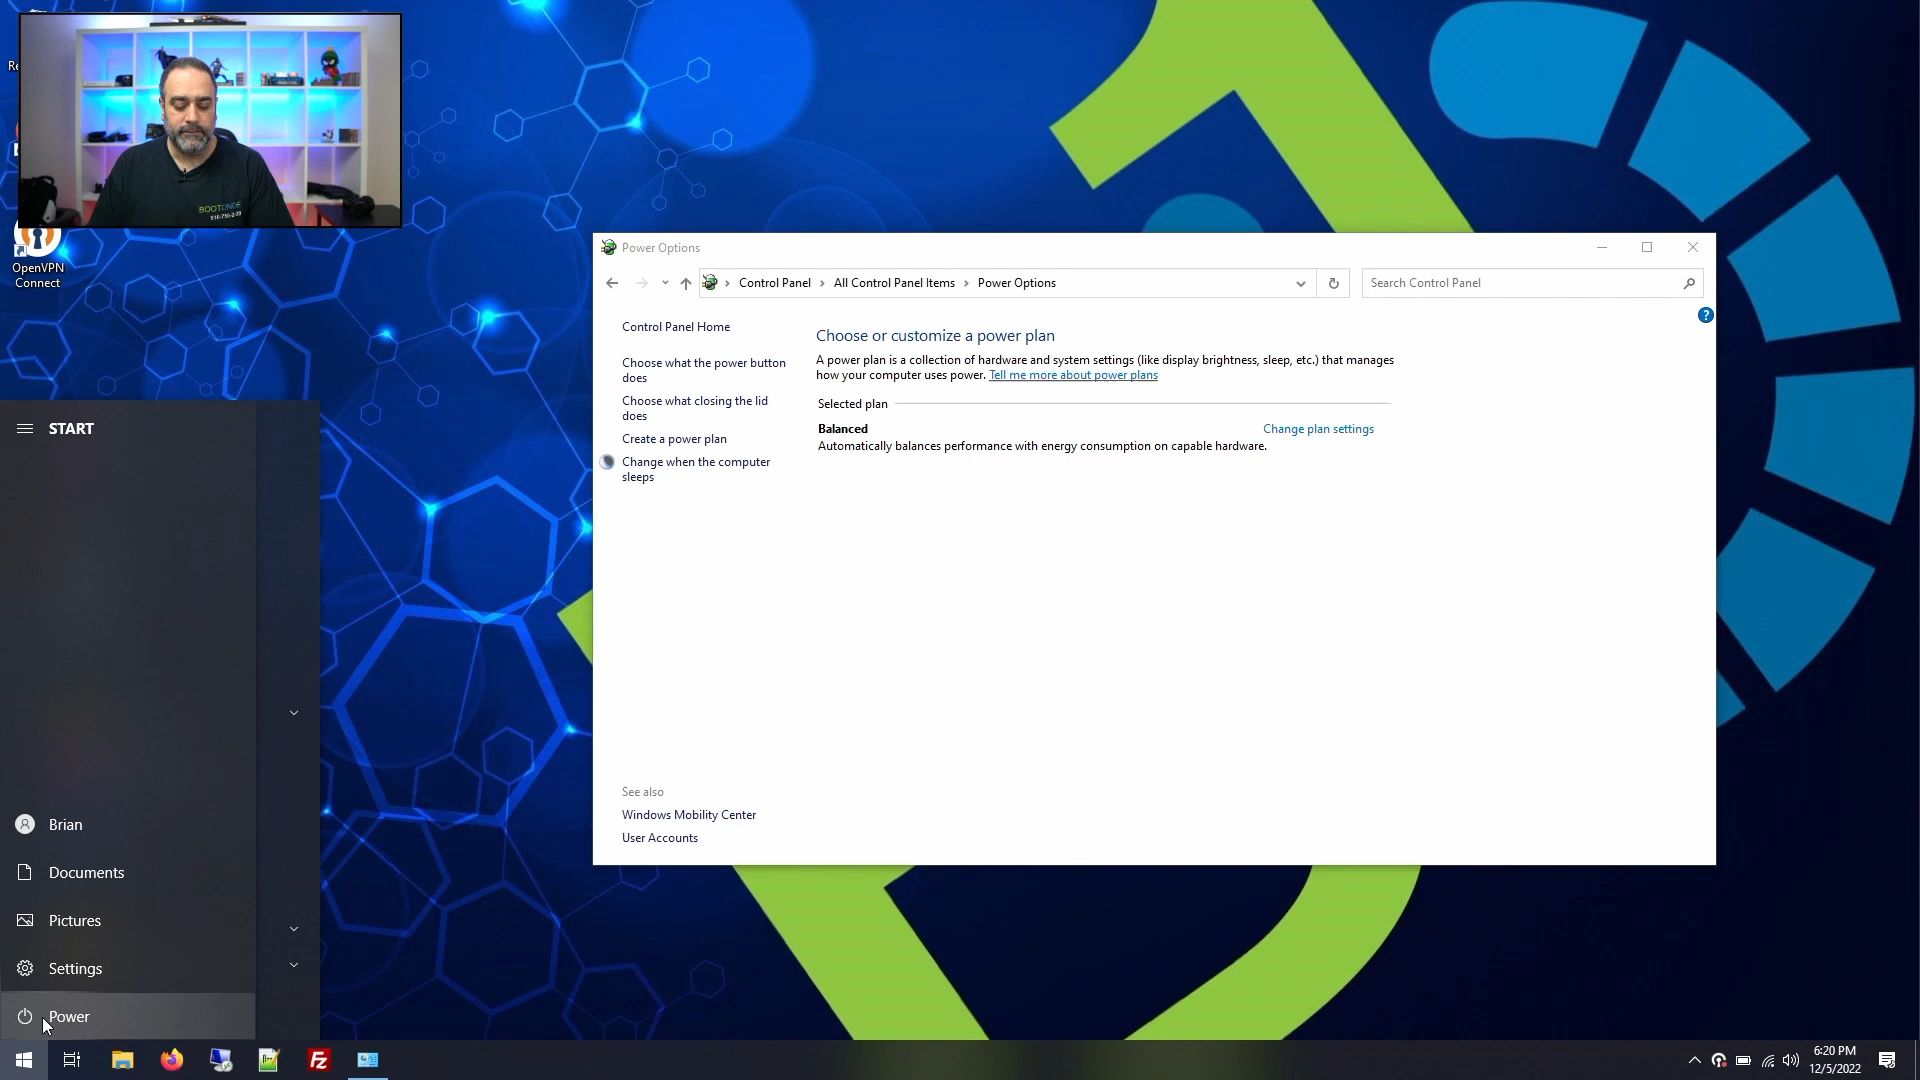 Re
BOOTONOE
OpenVPN
Connect
Power Options
Control Panel
All Control Panel Items
Power Options
Search Control Panel
?
Control Panel Home
Choose what the power button
does
Choose what closing the lid
does
Create a power plan
Change when the computer
sleeps
Choose or customize a power plan
A power plan is a collection of hardware and system settings (like display brightness, sleep, etc.) that manages
how your computer uses power. Tell me more about power plans
Selected plan
Balanced
Change plan settings
Automatically balances performance with energy consumption on capable hardware.
See also
Windows Mobility Center
User Accounts
START
Brian
Documents
Pictures
Settings
Power
Fz
6:20 PM
12/5/2022